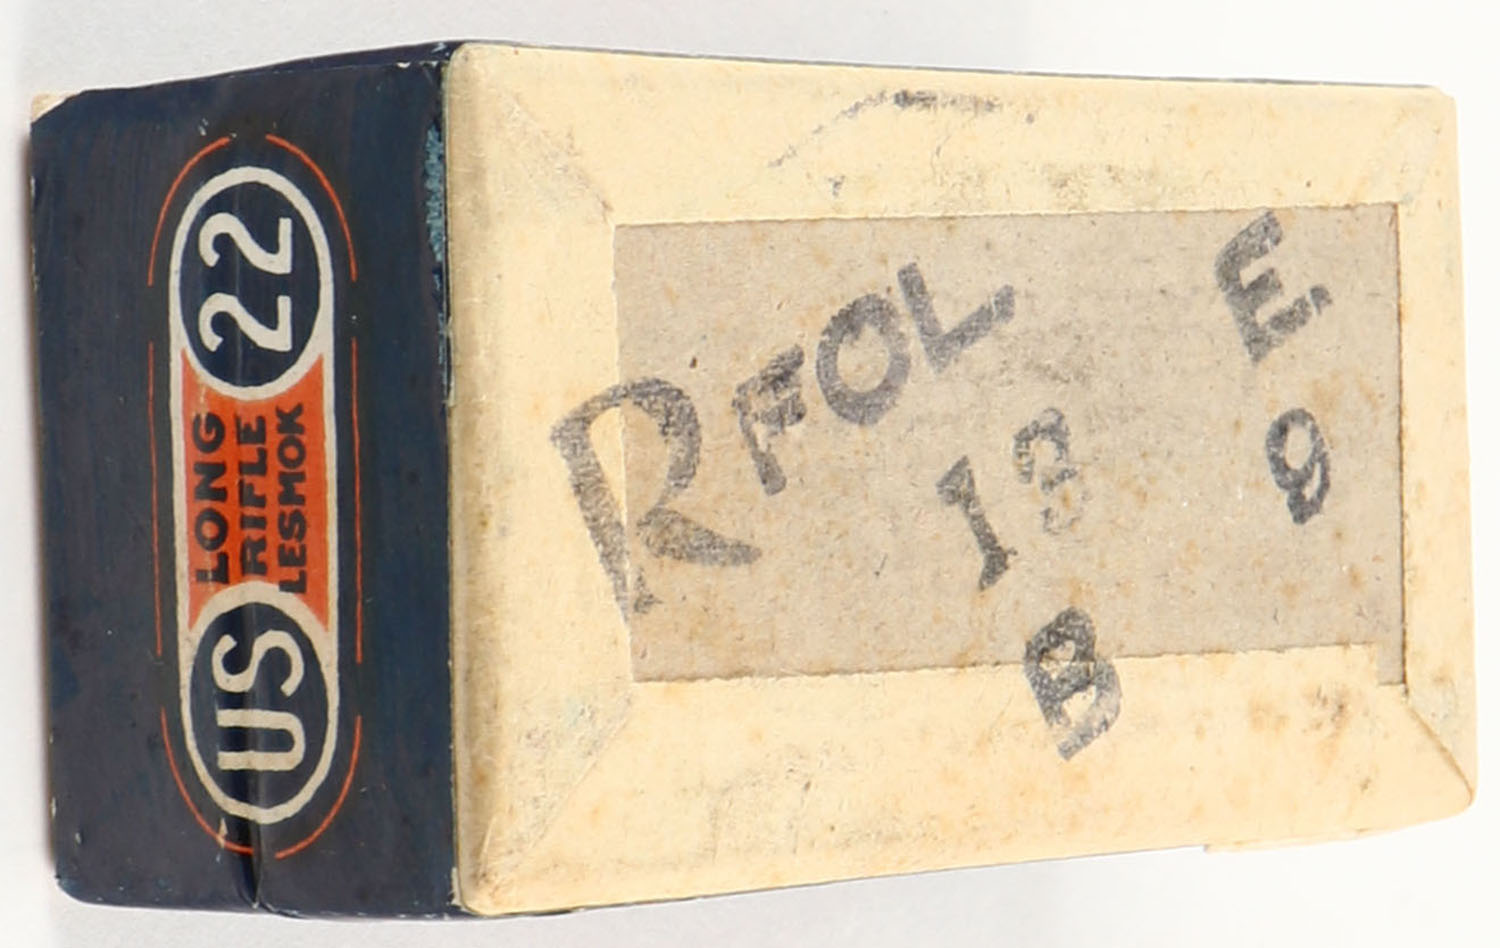 US
LONG
RIFLE
LESMOK
22
RFOL
E
13
9
B